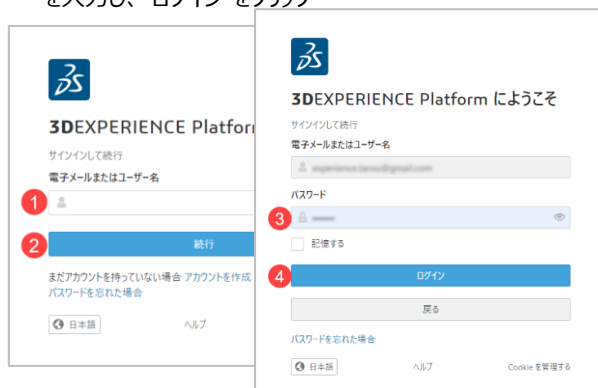 を入力し、"ログイン"をクリック
3DEXPERIENCE Platfor
サインインして続行
電子メールまたはユーザー名
1
2
続行
まだアカウントを持っていない場合 アカウントを作成
パスワードを忘れた場合
日本語
ヘルプ
3DEXPERIENCE Platform にようこそ
サインインして続行
電子メールまたはユーザー名
パスワード
3
記憶する
4
ログイン
戻る
パスワードを忘れた場合
日本語
ヘルプ
Cookie を管理する